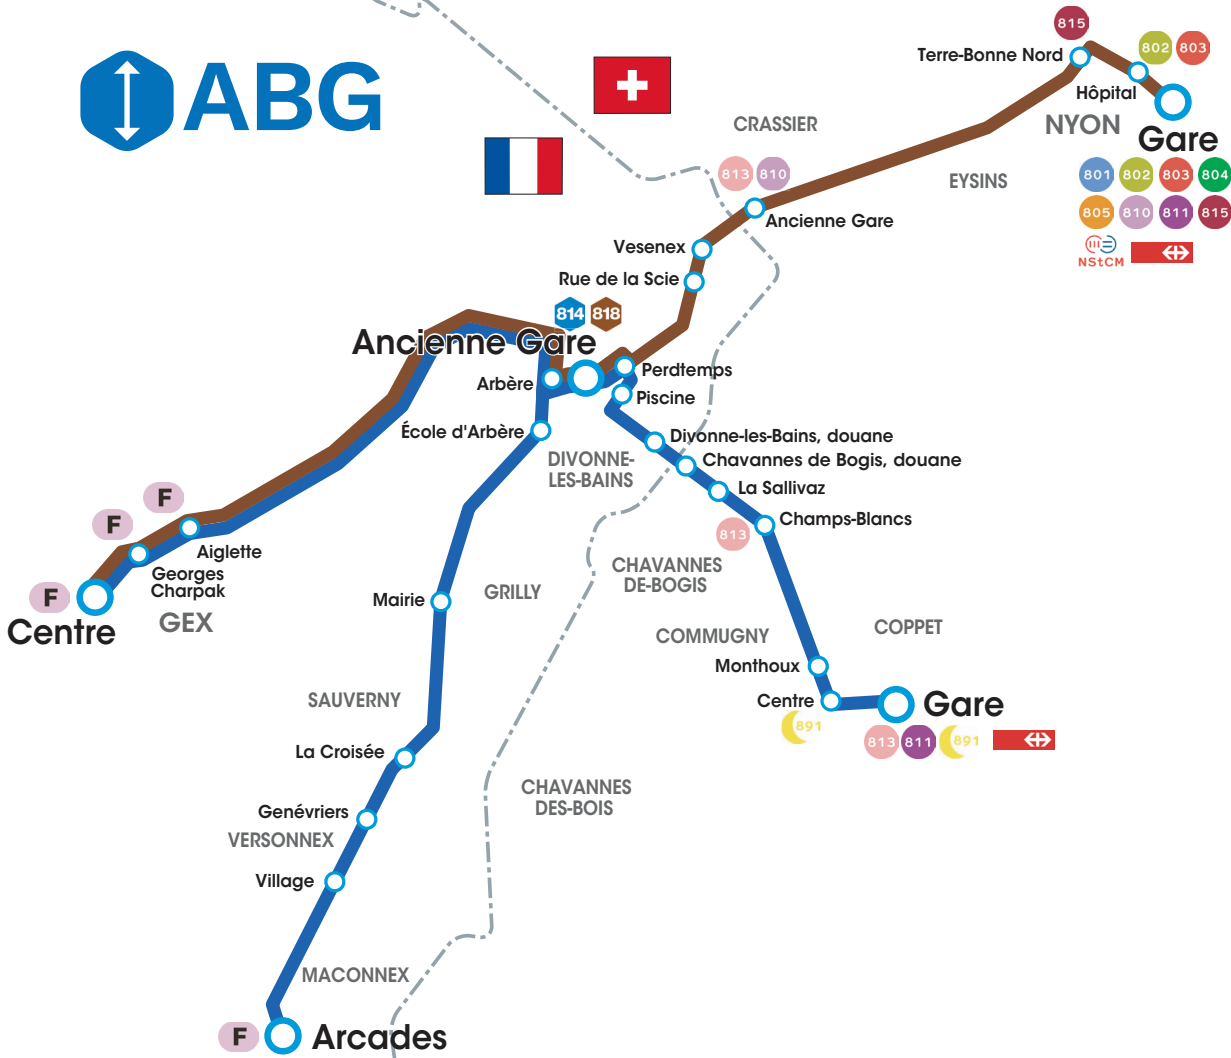 ABG
815
Terre-Bonne Nord
802 803
Hôpital
NYON
Gare
801 802 803 804
805 810 811 815
NStCM
CRASSIER
813 810
EYSINS
Ancienne Gare
Vesenex
Rue de la Scie
814 818
Ancienne Gare
Arbère
Perdtemps
Piscine
École d'Arbère
Divonne-les-Bains, douane
DIVONNE-
LES-BAINS
Chavannes de Bogis, douane
La Sallivaz
F
Champs-Blancs
F
813
Aiglette
Georges
Charpak
CHAVANNES
DE-BOGIS
F
Centre
GEX
Mairie
GRILLY
COMMUGNY
COPPET
Monthoux
SAUVERNY
Centre
Gare
891
813 811 891
La Croisée
CHAVANNES
DES-BOIS
Genévriers
VERSONNEX
Village
MACONNEX
F
Arcades